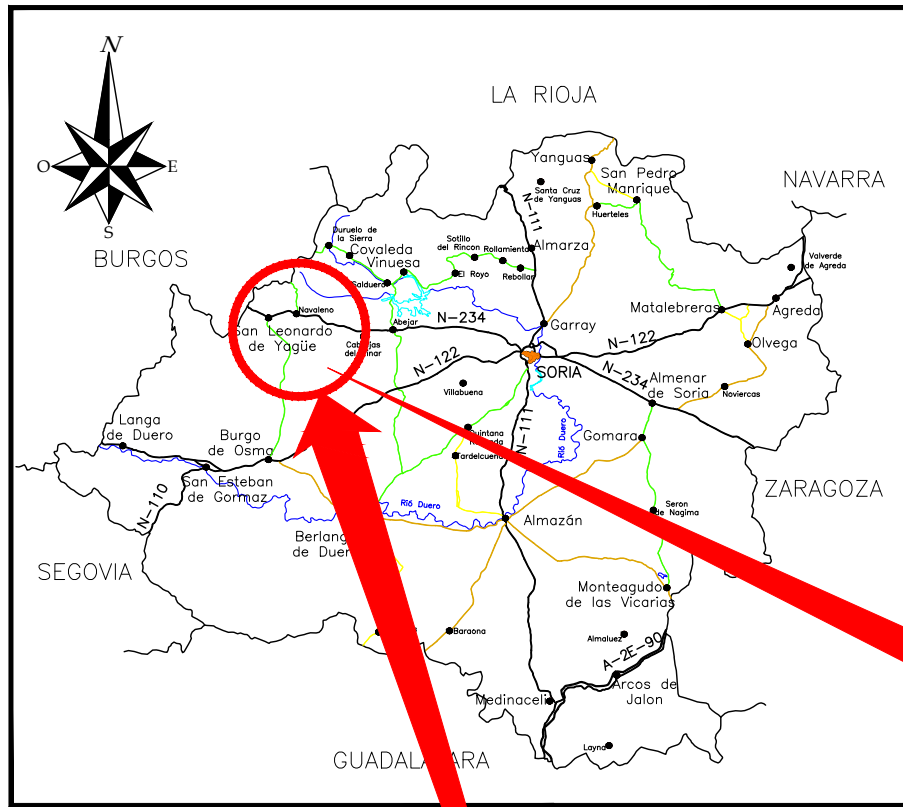 N
O
E
S
LA RIOJA
NAVARRA
BURGOS
ZARAGOZA
SEGOVIA
GUADALAJARA
Yanguas
San Pedro
Manrique
Santa Cruz
de Yanguas
Huerteles
N-111
Almarza
Duruelo de
la Sierra
Covaleda
Vinuesa
Salduero
Sotillo
del Rincon
Rollamiento
El Royo
Rebollar
Valverde
de Agreda
Agreda
Matalebreras
Olvega
Navaleno
San Leonardo
de Yagüe
Abejar
N-234
Garray
N-122
Cabrejas
del Pinar
N-122
SORIA
N-234
Almenar
de Soria
Noviercas
Villabuena
Langa
de Duero
Burgo
de Osma
Quintana
Redonda
Tardelcuende
N-111
Rió Duero
Gomara
San Esteban
de Gormaz
N-110
Rió Duero
Almazán
Seron
de Nagima
Berlanga
de Duero
Monteagudo
de las Vicarias
Baraona
Almaluez
A-2E-90
Medinaceli
Arcos de
Jalon
Layna